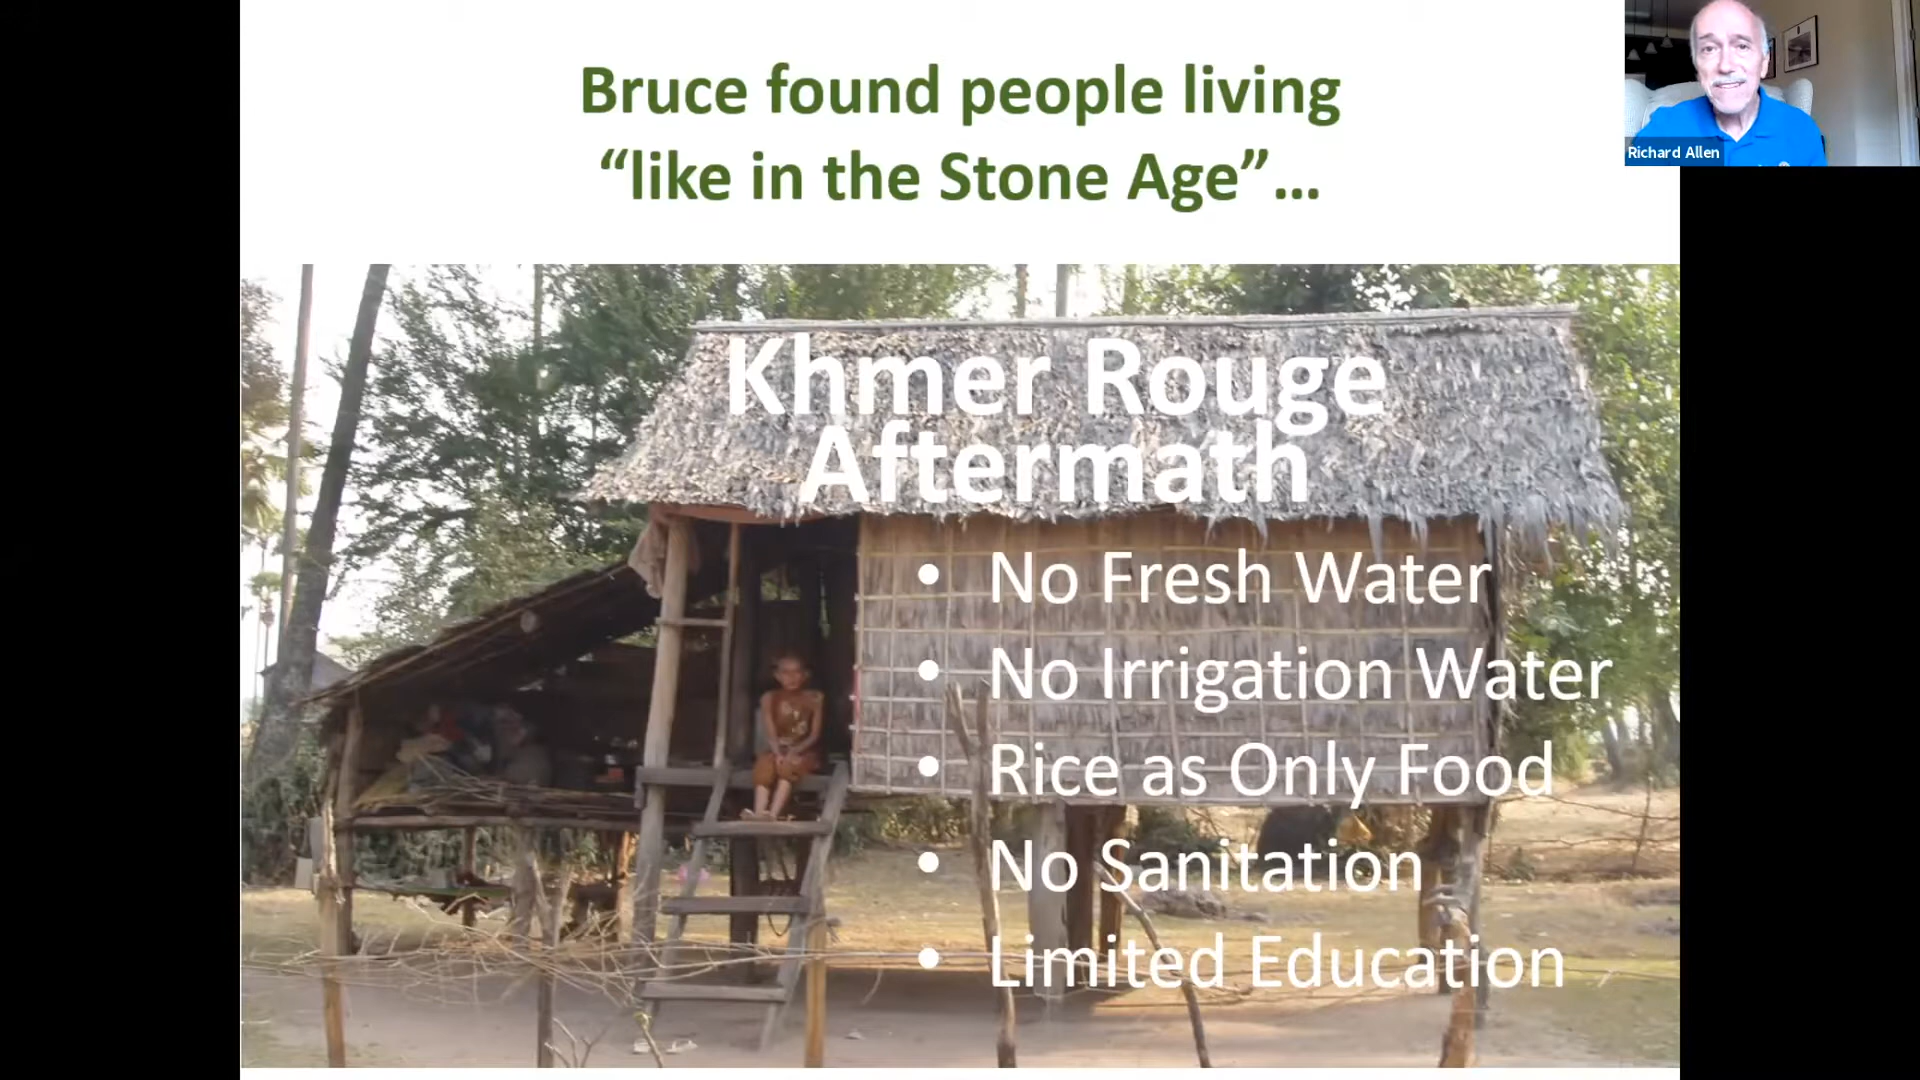 Bruce found people living
“like in the Stone Age”...
Richard Allen
Khmer Rouge
Aftermath
• No Fresh Water
• No Irrigation Water
• Rice as Only Food
• No Sanitation
• Limited Education